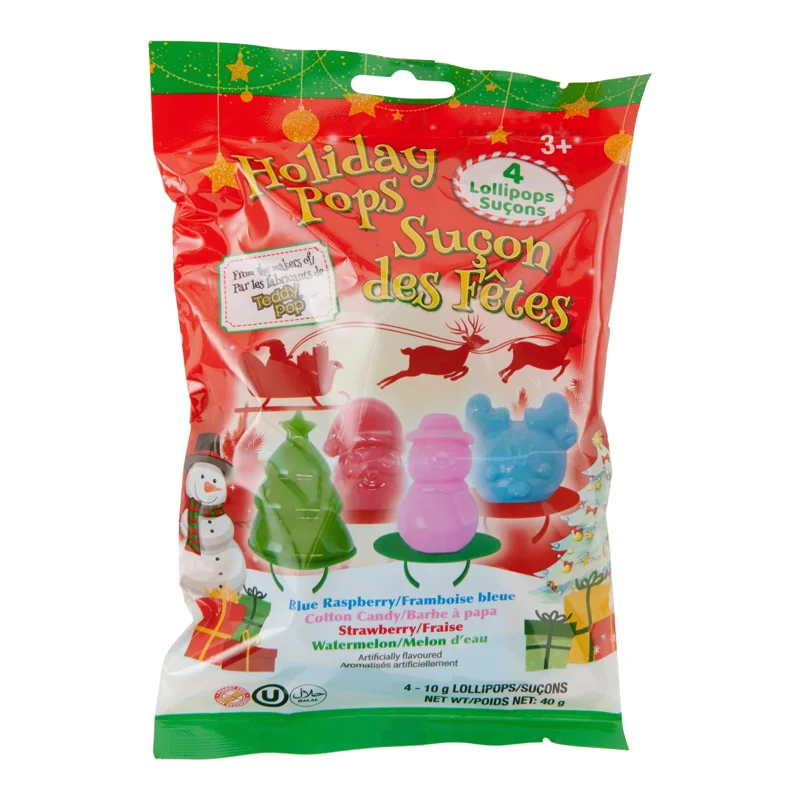 3+
Holiday
Pops
4
Lollipops
Suçons
Suçon
des Fêtes
From the makers of/
Par les fabricants de
Teddy
pop
Blue Raspberry/Framboise bleue
Cotton Candy/Barbe à papa
Strawberry/Fraise
Watermelon/Melon d'eau
Artificially flavoured
Aromatisés artificiellement
U
حلال
HALAL
4 - 10 g LOLLIPOPS/SUÇONS
NET WT/POIDS NET: 40 g